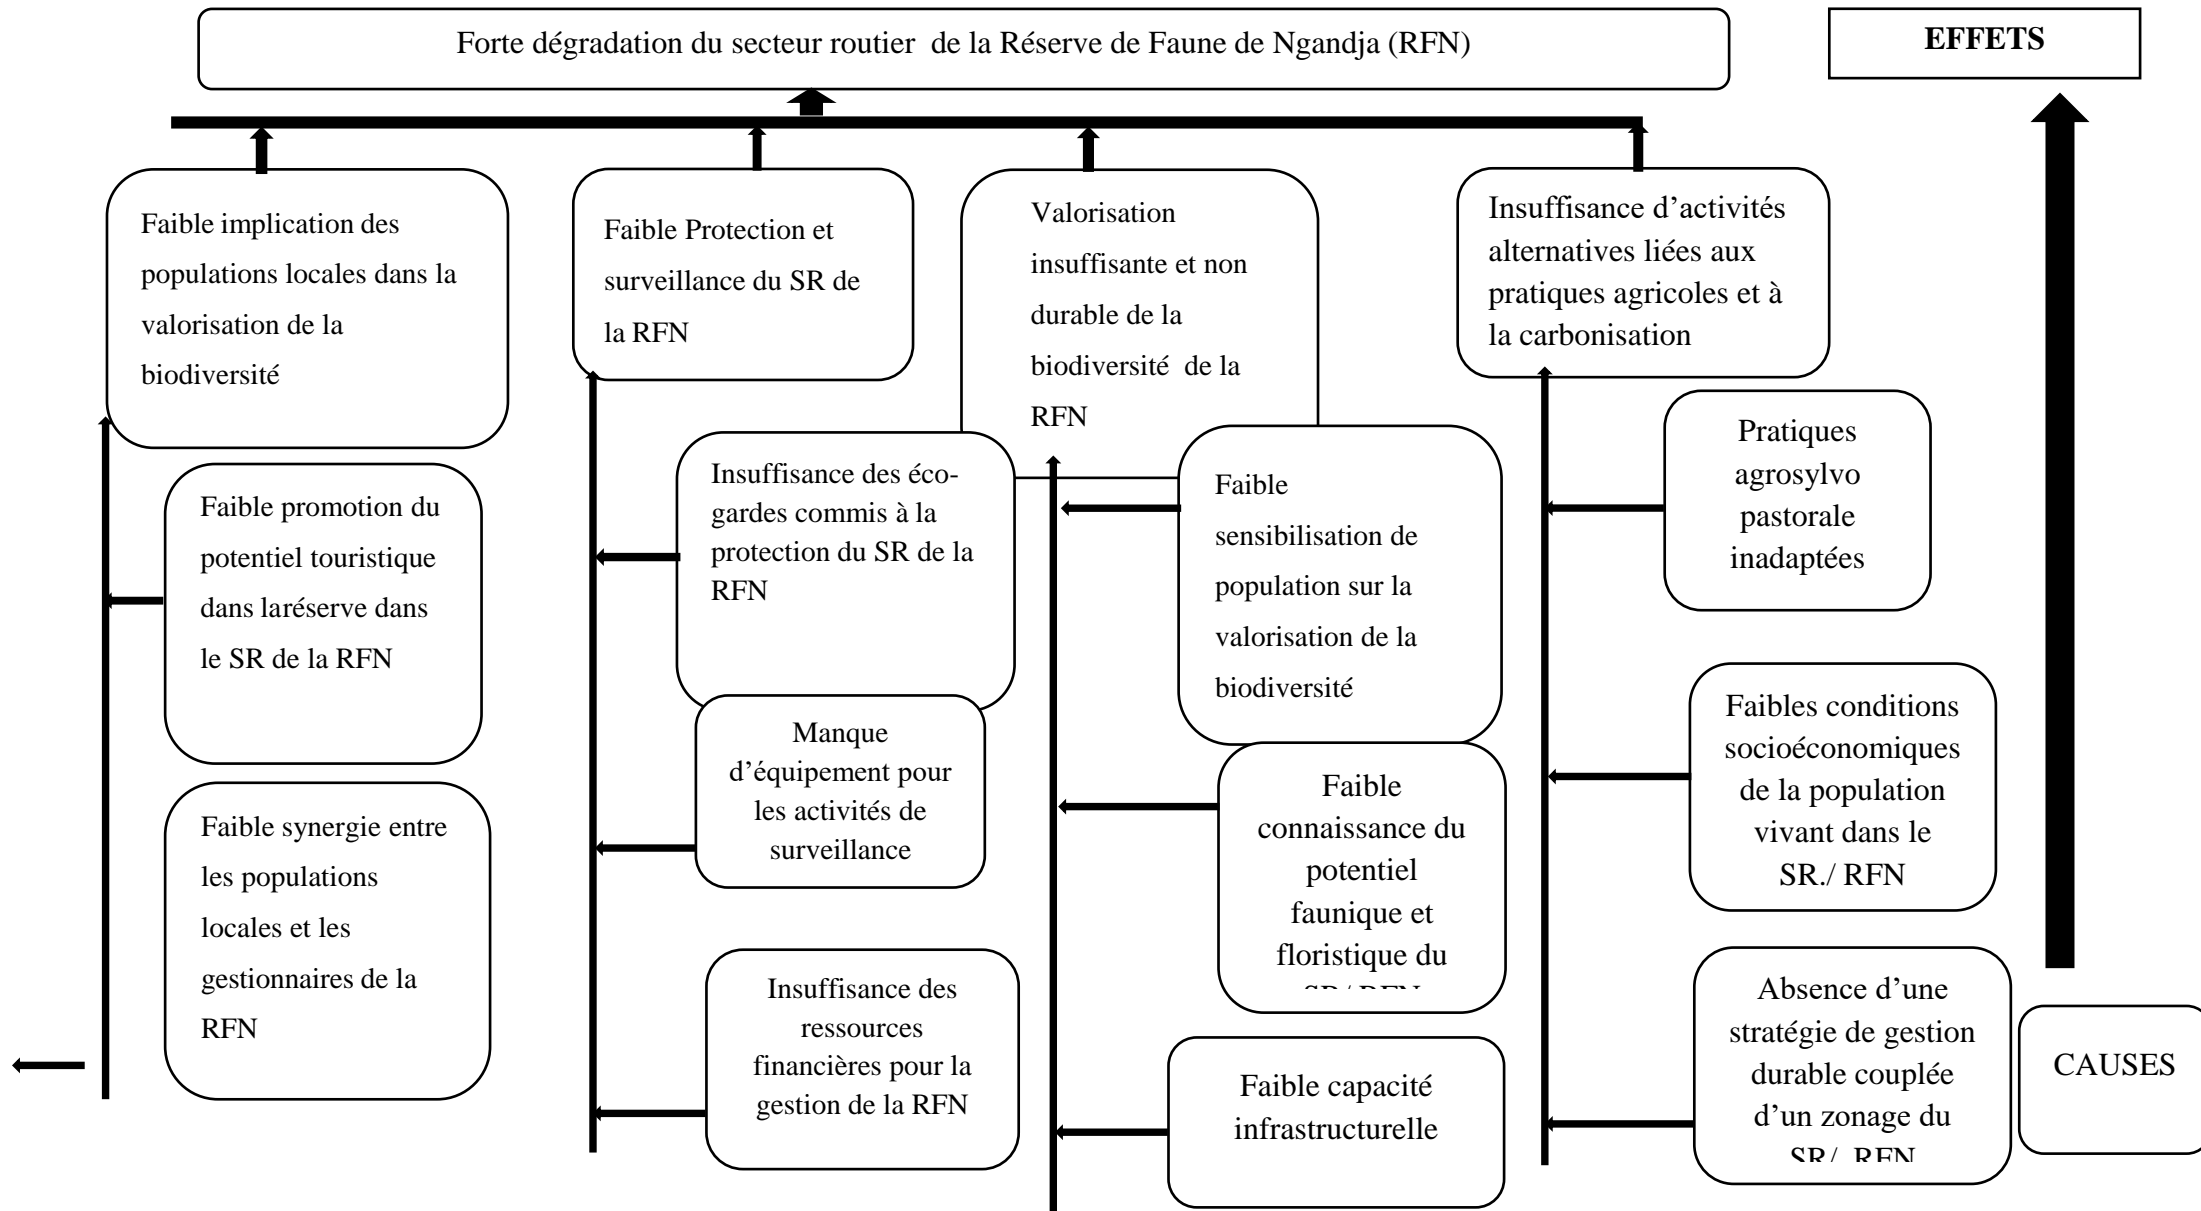 Forte dégradation du secteur routier  de la Réserve de Faune de Ngandja (RFN)
EFFETS
Faible implication des
populations locales dans la
valorisation de la
biodiversité
Faible Protection et
surveillance du SR de
la RFN
Valorisation
insuffisante et non
durable de la
biodiversité  de la
RFN
Insuffisance d’activités
alternatives liées aux
pratiques agricoles et à
la carbonisation
Faible promotion du
potentiel touristique
dans laréserve dans
le SR de la RFN
Insuffisance des éco-
gardes commis à la
protection du SR de la
RFN
Faible
sensibilisation de
population sur la
valorisation de la
biodiversité
Pratiques
agrosylvo
pastorale
inadaptées
Faible synergie entre
les populations
locales et les
gestionnaires de la
RFN
Manque
d’équipement pour
les activités de
surveillance
Faible
connaissance du
potentiel
faunique et
floristique du
SR/ RFN
Faibles conditions
socioéconomiques
de la population
vivant dans le
SR./ RFN
Insuffisance des
ressources
financières pour la
gestion de la RFN
Faible capacité
infrastructurelle
Absence d’une
stratégie de gestion
durable couplée
d’un zonage du
SR/  RFN
CAUSES